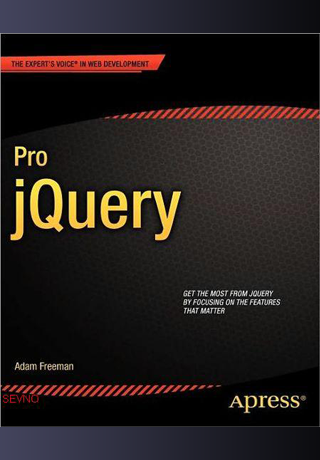 THE EXPERT'S VOICE® IN WEB DEVELOPMENT
Pro
jQuery
GET THE MOST FROM JQUERY
BY FOCUSING ON THE FEATURES
THAT MATTER
Adam Freeman
SEVNO
Apress®